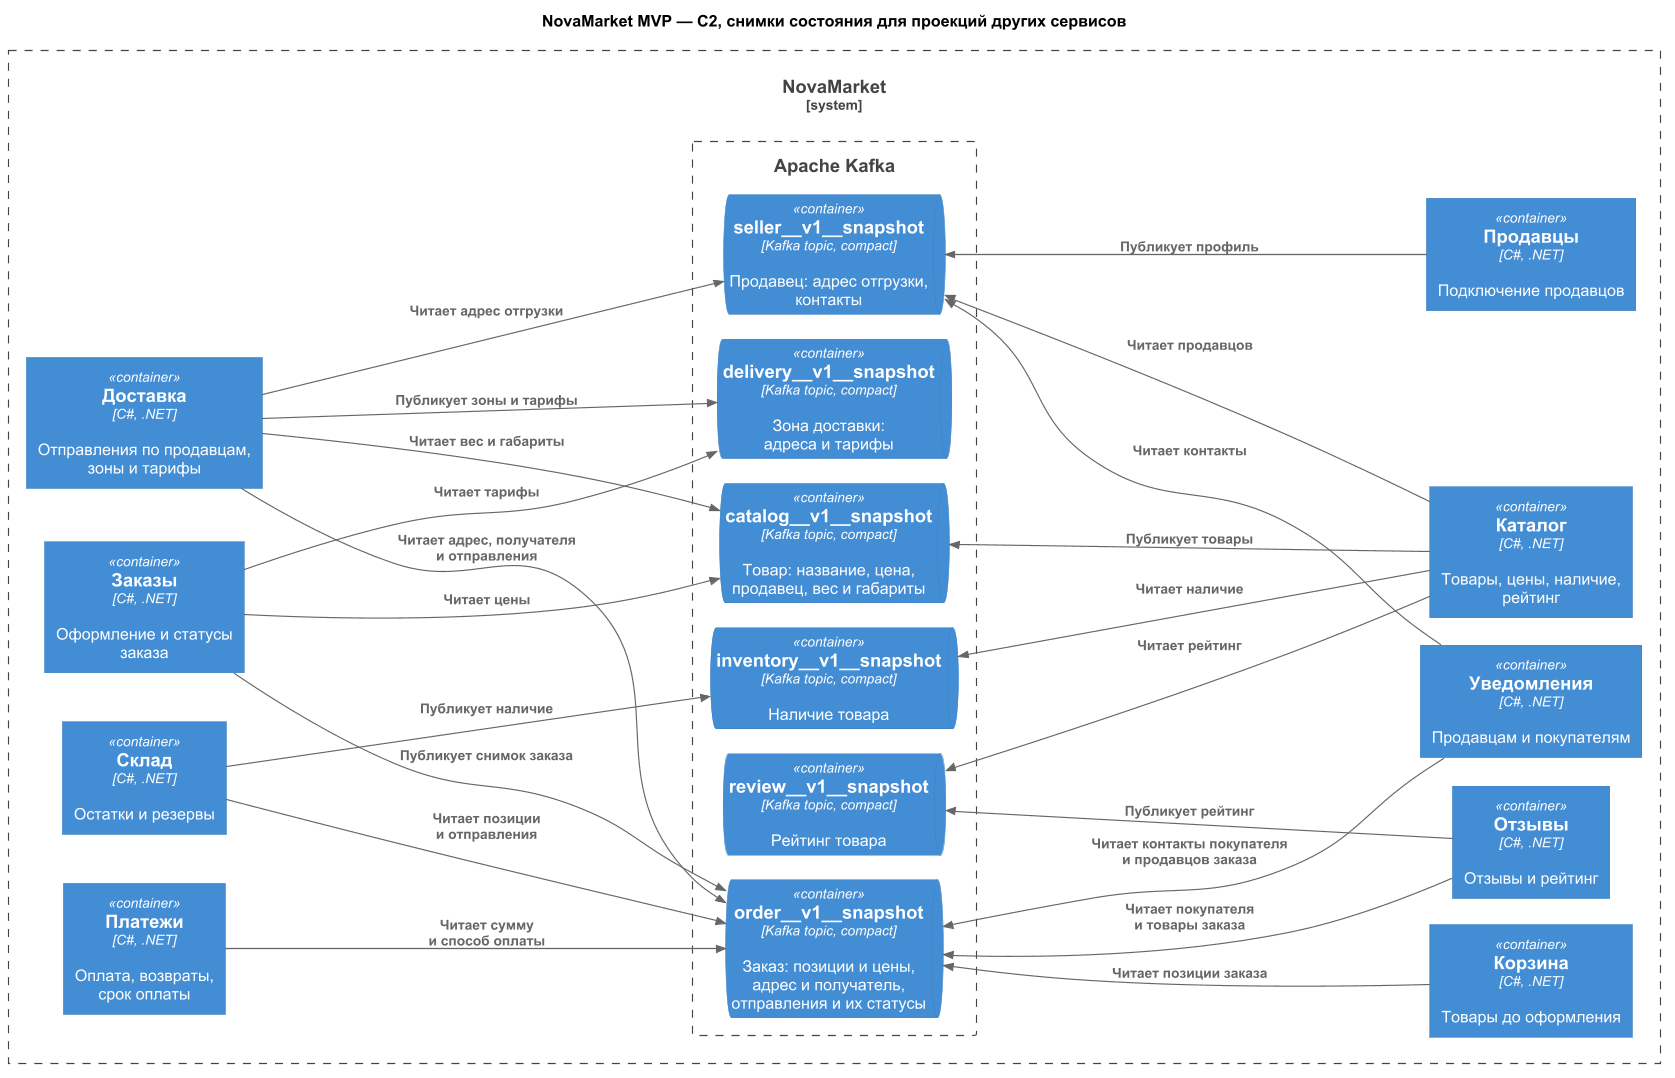 NovaMarket MVP — C2, снимки состояния для проекций других сервисов
NovaMarket
[system]
Apache Kafka
«container»
seller__v1__snapshot
[Kafka topic, compact]
Продавец: адрес отгрузки,
контакты
«container»
delivery__v1__snapshot
[Kafka topic, compact]
Зона доставки:
адреса и тарифы
«container»
catalog__v1__snapshot
[Kafka topic, compact]
Товар: название, цена,
продавец, вес и габариты
«container»
inventory__v1__snapshot
[Kafka topic, compact]
Наличие товара
«container»
review__v1__snapshot
[Kafka topic, compact]
Рейтинг товара
«container»
order__v1__snapshot
[Kafka topic, compact]
Заказ: позиции и цены,
адрес и получатель,
отправления и их статусы
«container»
Доставка
[C#, .NET]
Отправления по продавцам,
зоны и тарифы
«container»
Заказы
[C#, .NET]
Оформление и статусы
заказа
«container»
Склад
[C#, .NET]
Остатки и резервы
«container»
Платежи
[C#, .NET]
Оплата, возвраты,
срок оплаты
«container»
Продавцы
[C#, .NET]
Подключение продавцов
«container»
Каталог
[C#, .NET]
Товары, цены, наличие,
рейтинг
«container»
Уведомления
[C#, .NET]
Продавцам и покупателям
«container»
Отзывы
[C#, .NET]
Отзывы и рейтинг
«container»
Корзина
[C#, .NET]
Товары до оформления
Читает адрес отгрузки
Публикует зоны и тарифы
Читает вес и габариты
Читает тарифы
Читает адрес, получателя
и отправления
Читает цены
Публикует наличие
Публикует снимок заказа
Читает позиции
и отправления
Читает сумму
и способ оплаты
Публикует профиль
Читает продавцов
Читает контакты
Публикует товары
Читает наличие
Читает рейтинг
Публикует рейтинг
Читает контакты покупателя
и продавцов заказа
Читает покупателя
и товары заказа
Читает позиции заказа